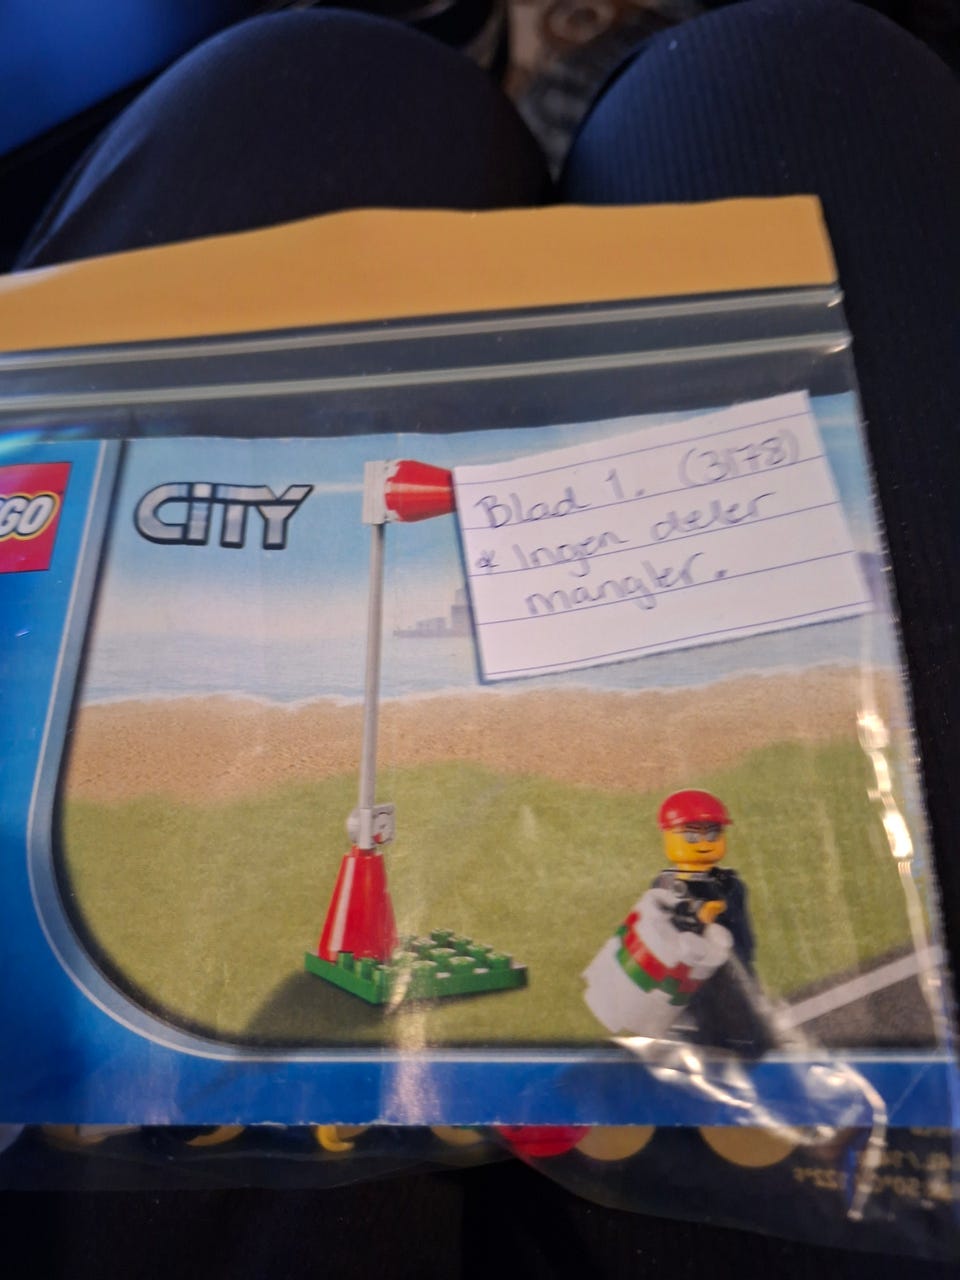 CITY
GO
Blad 1. (3178)
* Ingen deler
mangler.